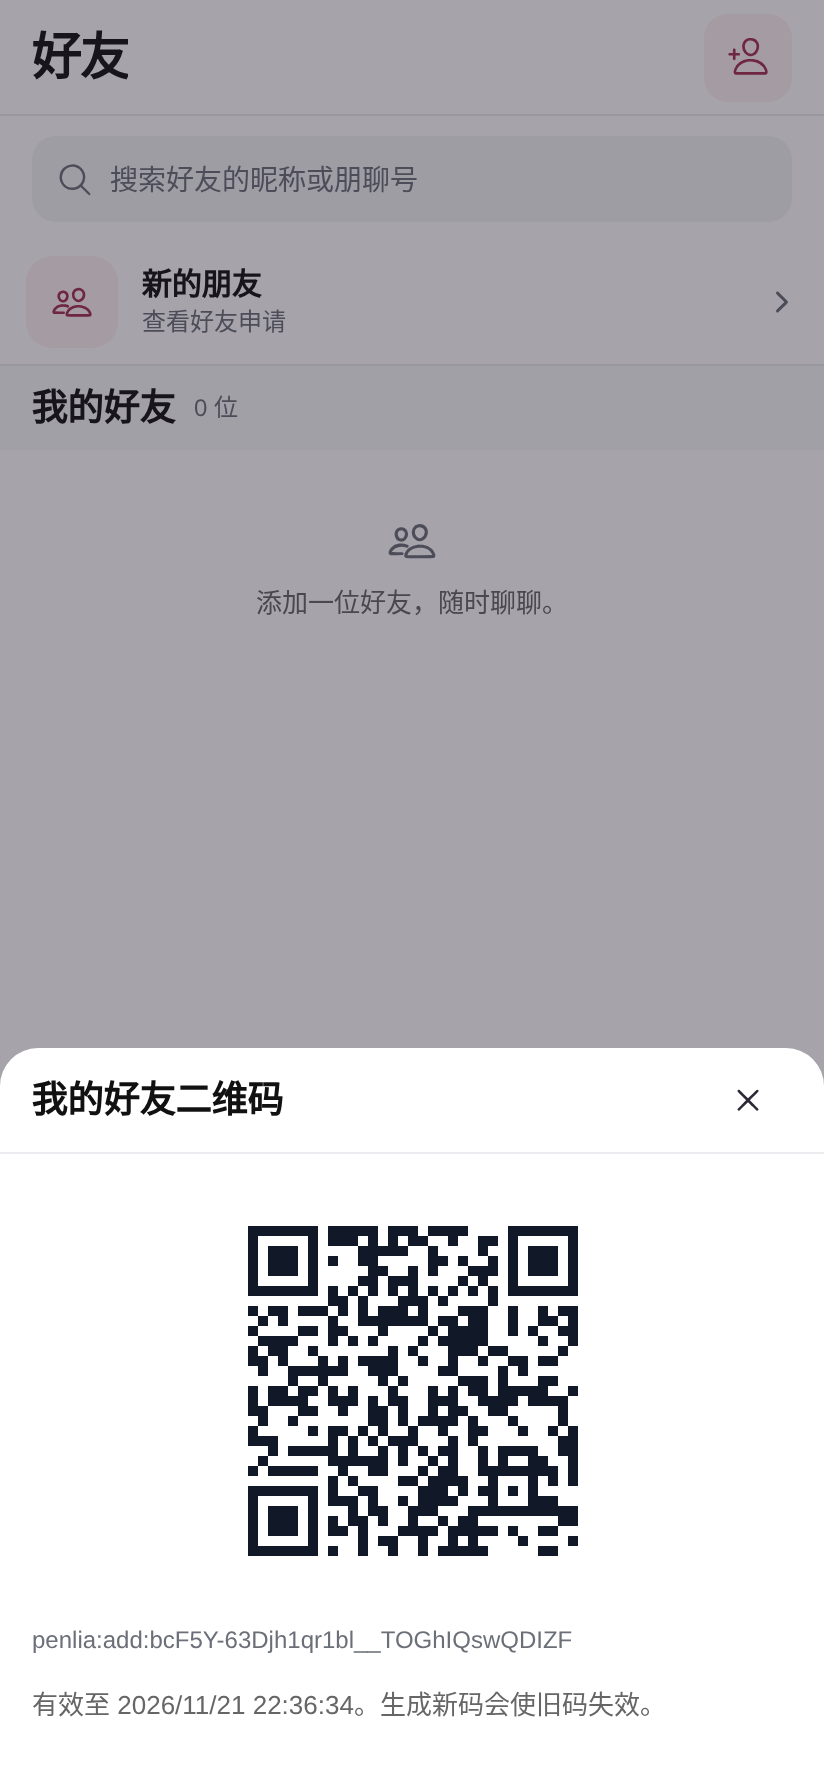 好友
搜索好友的昵称或朋聊号
新的朋友
查看好友申请
我的好友 0 位
添加一位好友，随时聊聊。
我的好友二维码
penlia:add:bcF5Y-63Djh1qr1bl__TOGhIQswQDIZF
有效至 2026/11/21 22:36:34。生成新码会使旧码失效。